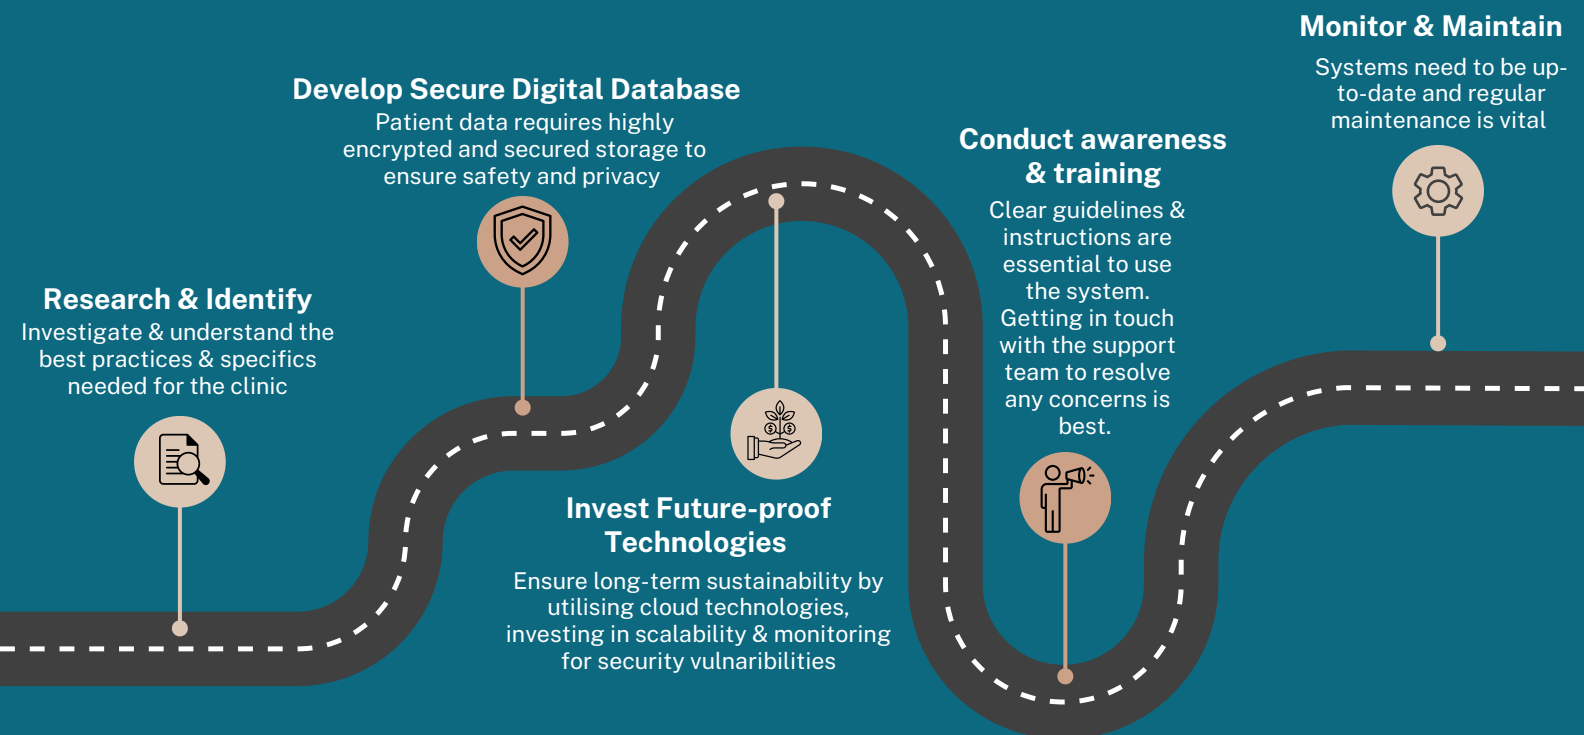 Research & Identify
Investigate & understand the
best practices & specifics
needed for the clinic
Develop Secure Digital Database
Patient data requires highly
encrypted and secured storage to
ensure safety and privacy
Invest Future-proof
Technologies
Ensure long-term sustainability by
utilising cloud technologies,
investing in scalability & monitoring
for security vulnaribilities
Conduct awareness
& training
Clear guidelines &
instructions are
essential to use
the system.
Getting in touch
with the support
team to resolve
any concerns is
best.
Monitor & Maintain
Systems need to be up-
to-date and regular
maintenance is vital